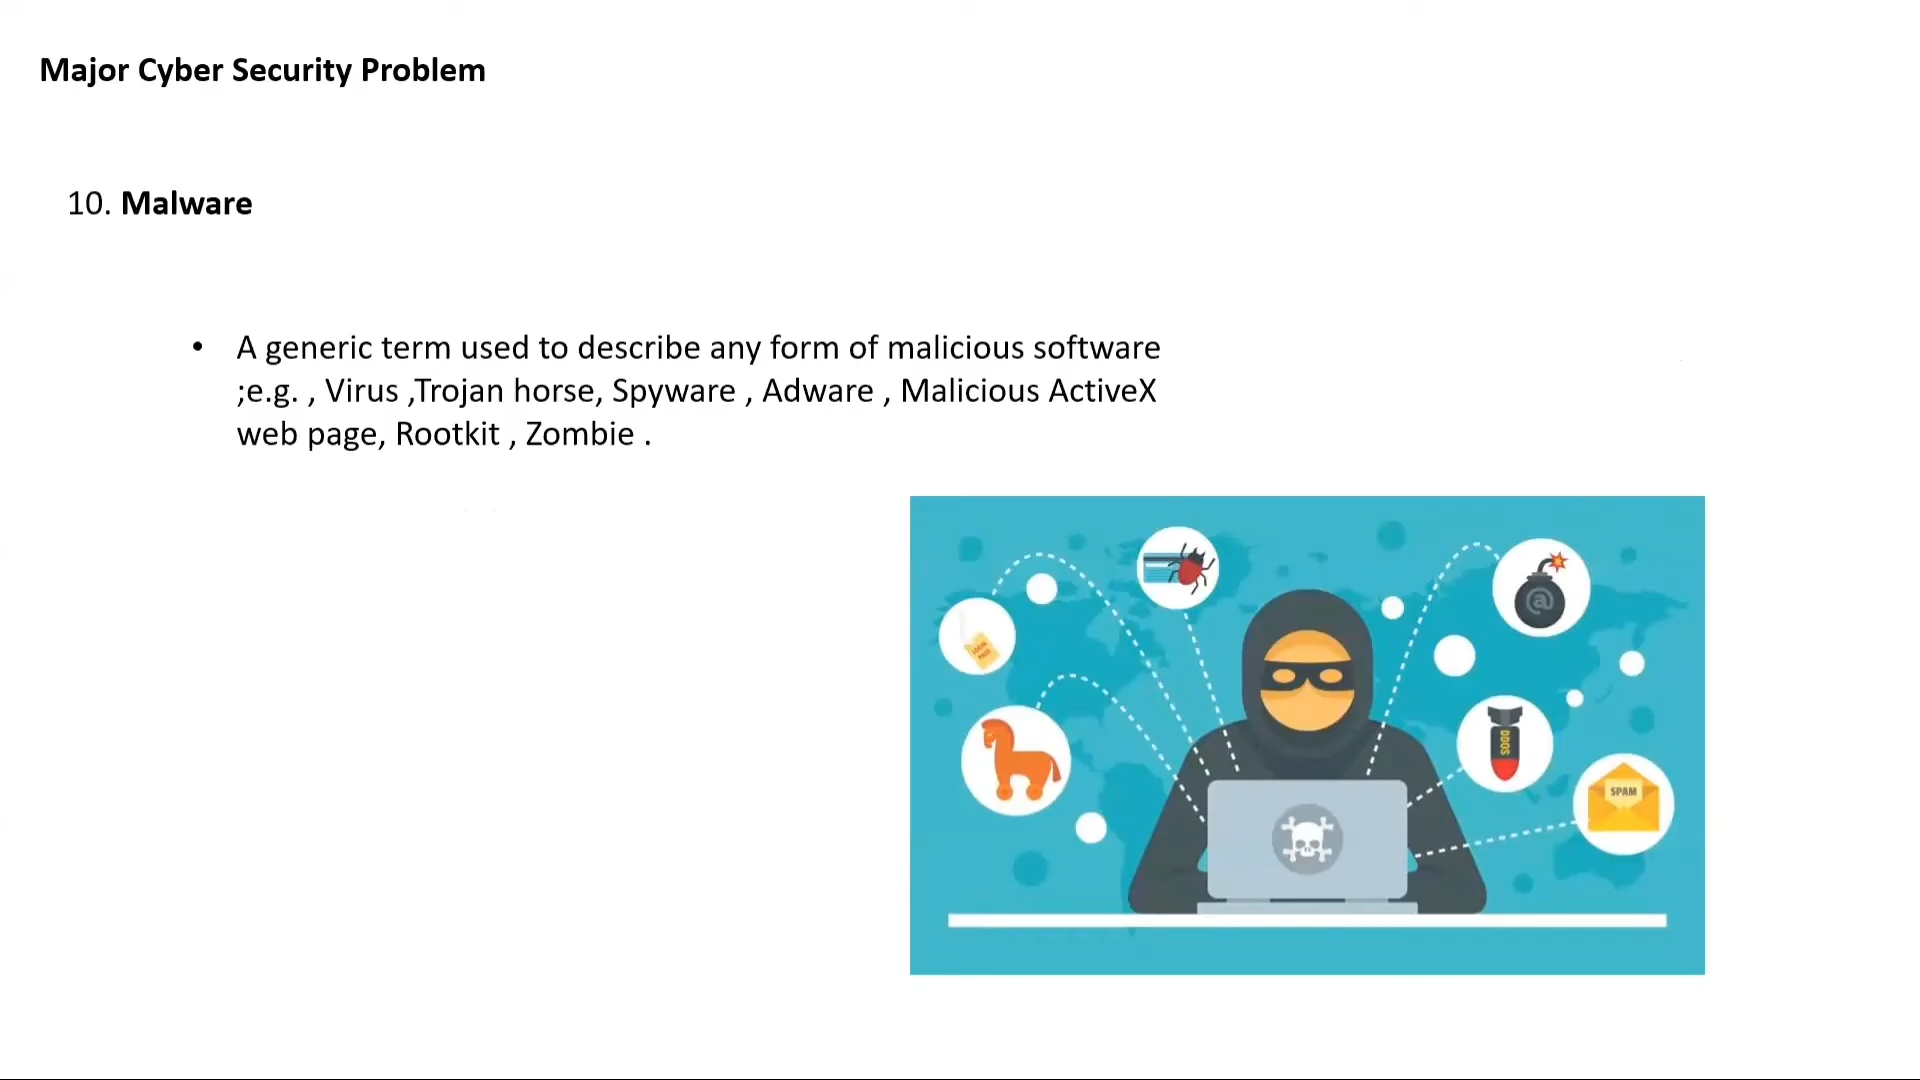 Major Cyber Security Problem
10. Malware
• A generic term used to describe any form of malicious software
;e.g. , Virus ,Trojan horse, Spyware , Adware , Malicious ActiveX
web page, Rootkit , Zombie .
@
DDOS
SPAM